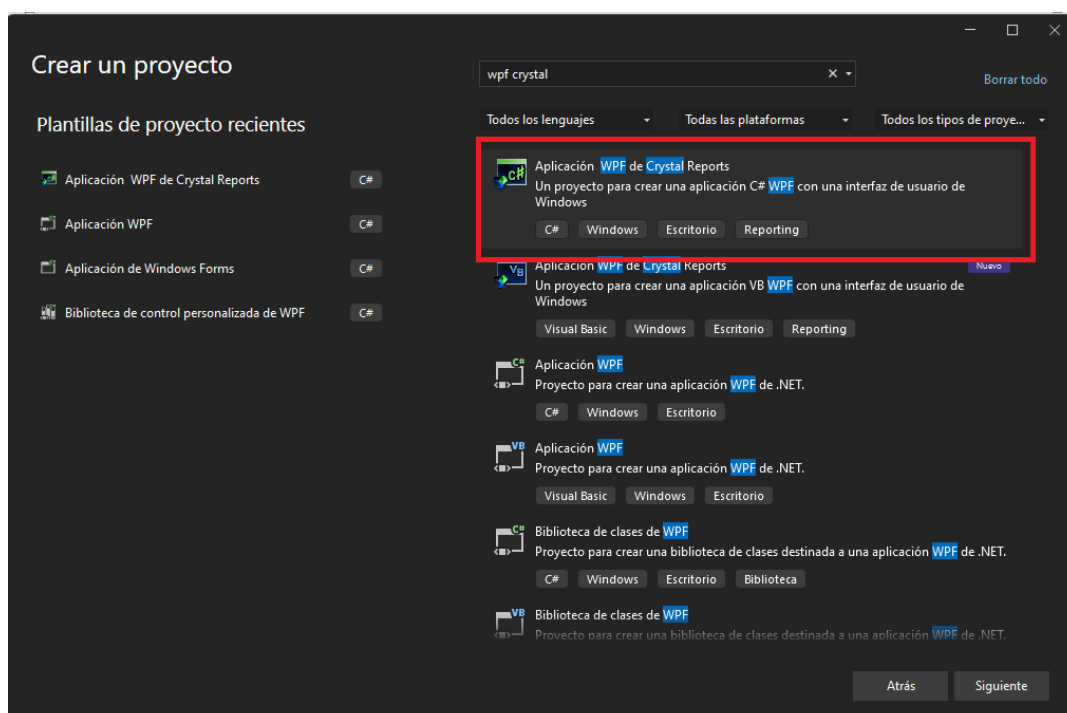 Crear un proyecto
wpf crystal
Borrar todo
Plantillas de proyecto recientes
Todos los lenguajes
Todas las plataformas
Todos los tipos de proye...
Aplicación WPF de Crystal Reports
C#
Aplicación WPF
C#
Aplicación de Windows Forms
C#
Biblioteca de control personalizada de WPF
C#
C#
Aplicación WPF de Crystal Reports
Un proyecto para crear una aplicación C# WPF con una interfaz de usuario de
Windows
C# Windows Escritorio Reporting
VB
Aplicación WPF de Crystal Reports
Nuevo
Un proyecto para crear una aplicación VB WPF con una interfaz de usuario de
Windows
Visual Basic Windows Escritorio Reporting
C#
Aplicación WPF
Proyecto para crear una aplicación WPF de .NET.
C# Windows Escritorio
VB
Aplicación WPF
Proyecto para crear una aplicación WPF de .NET.
Visual Basic Windows Escritorio
C#
Biblioteca de clases de WPF
Proyecto para crear una biblioteca de clases destinada a una aplicación WPF de .NET.
C# Windows Escritorio Biblioteca
VB
Biblioteca de clases de WPF
Proyecto para crear una biblioteca de clases destinada a una aplicación WPF de .NET.
Atrás
Siguiente